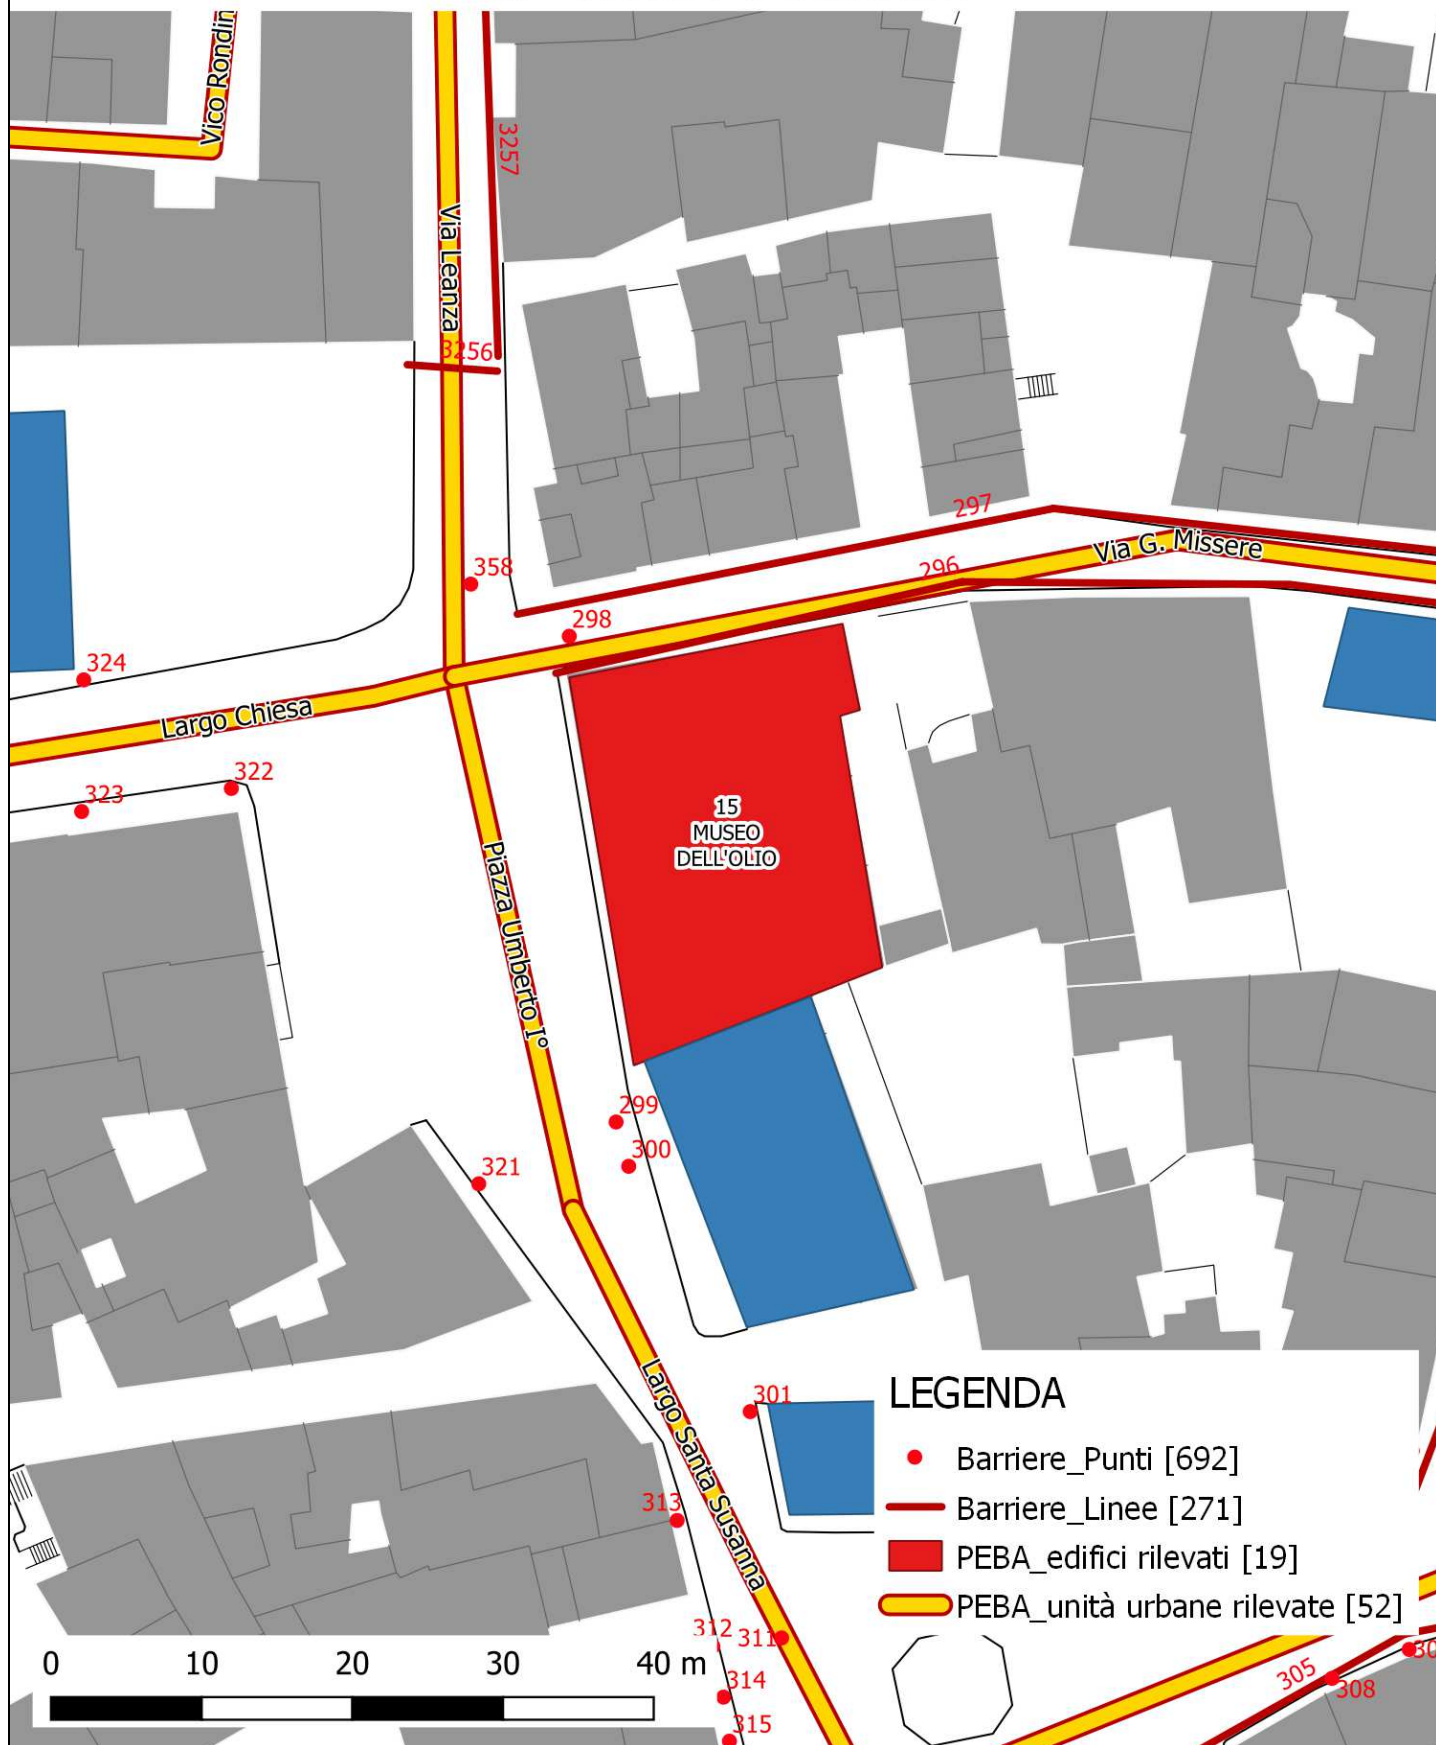 Vico Rondin
3257
Via Leanza
3256
297
Via G. Missere
296
358
298
324
Largo Chiesa
322
323
15
MUSEO
DELL'OLIO
Piazza Umberto I°
299
300
321
LEGENDA
301
Barriere_Punti [692]
Largo Santa Susanna
313
Barriere_Linee [271]
PEBA_edifici rilevati [19]
PEBA_unità urbane rilevate [52]
312
311
30
0 10 20 30 40 m
305
308
314
315